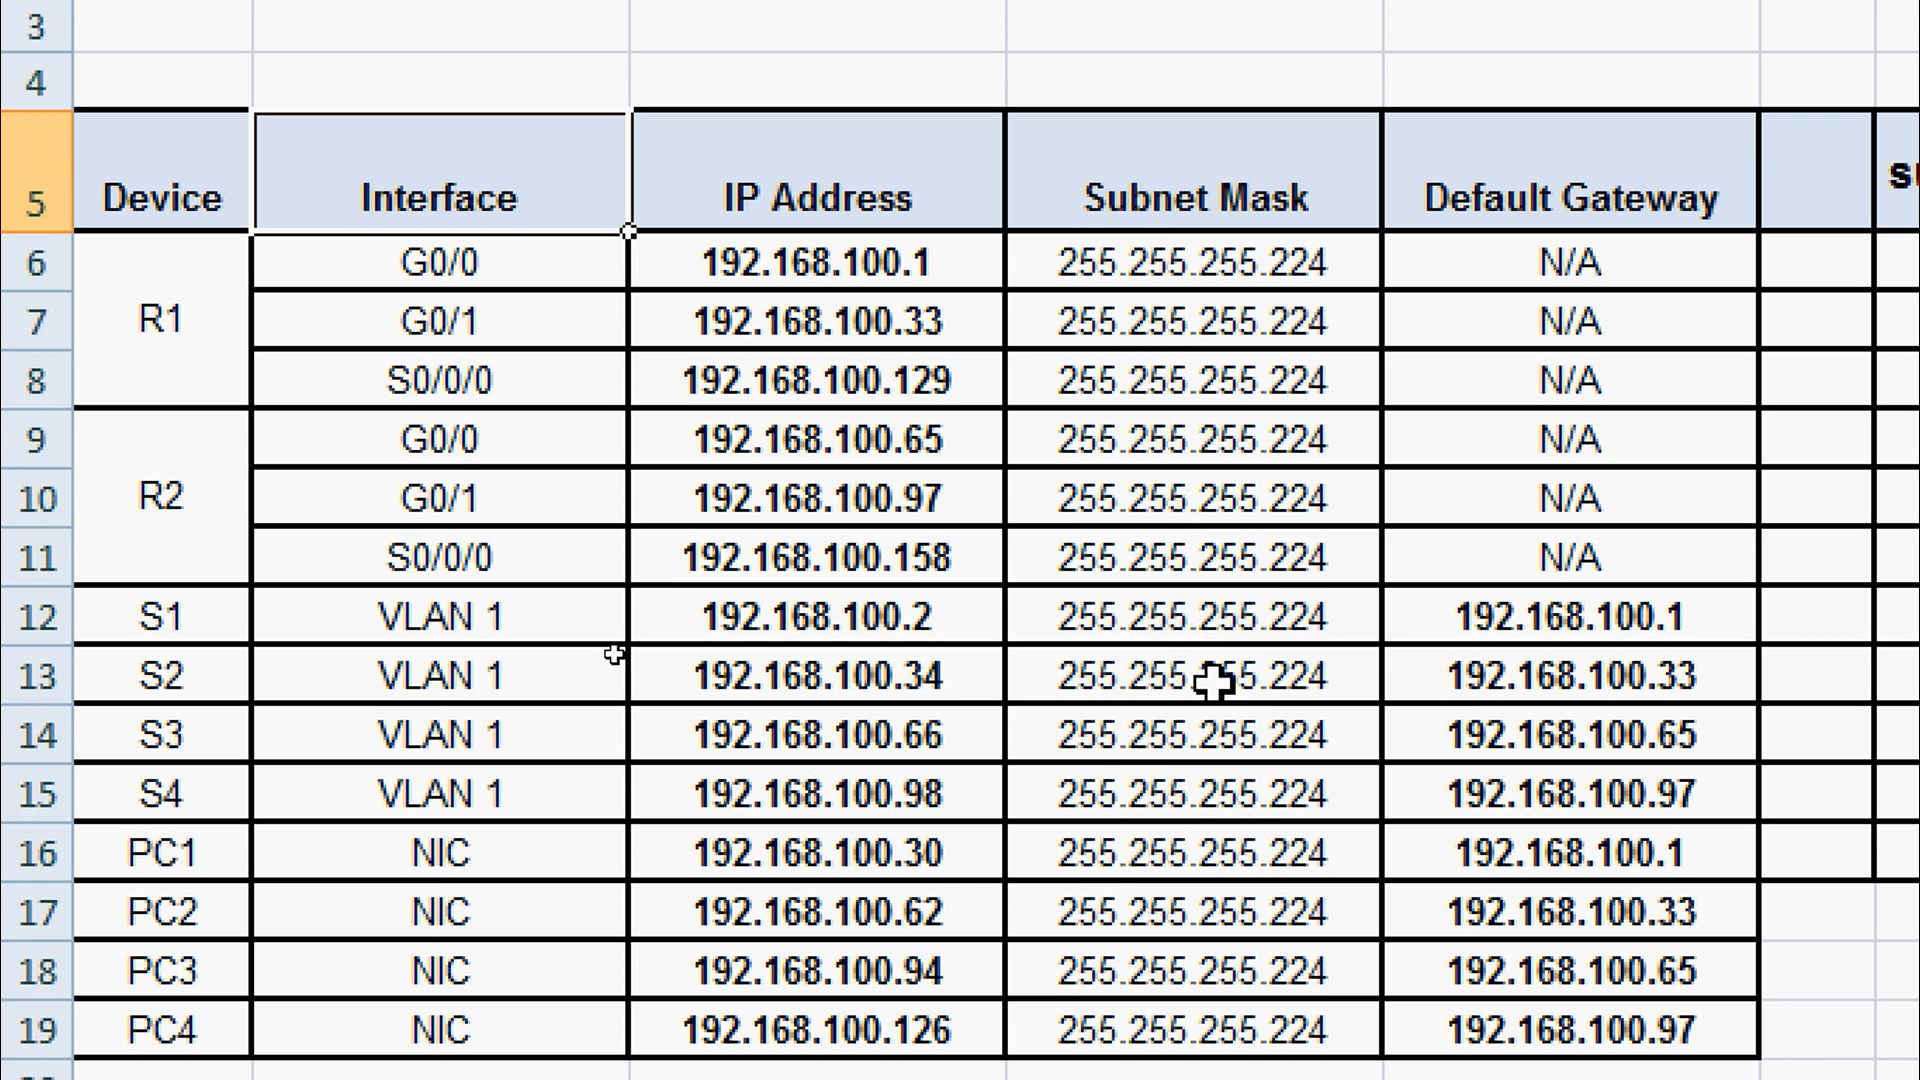 3
4
5 Device Interface IP Address Subnet Mask Default Gateway
6 G0/0 192.168.100.1 255.255.255.224 N/A
R1
7 G0/1 192.168.100.33 255.255.255.224 N/A
8 S0/0/0 192.168.100.129 255.255.255.224 N/A
9 G0/0 192.168.100.65 255.255.255.224 N/A
R2
10 G0/1 192.168.100.97 255.255.255.224 N/A
11 S0/0/0 192.168.100.158 255.255.255.224 N/A
12 S1 VLAN 1 192.168.100.2 255.255.255.224 192.168.100.1
13 S2 VLAN 1 192.168.100.34 255.255.255.224 192.168.100.33
14 S3 VLAN 1 192.168.100.66 255.255.255.224 192.168.100.65
15 S4 VLAN 1 192.168.100.98 255.255.255.224 192.168.100.97
16 PC1 NIC 192.168.100.30 255.255.255.224 192.168.100.1
17 PC2 NIC 192.168.100.62 255.255.255.224 192.168.100.33
18 PC3 NIC 192.168.100.94 255.255.255.224 192.168.100.65
19 PC4 NIC 192.168.100.126 255.255.255.224 192.168.100.97